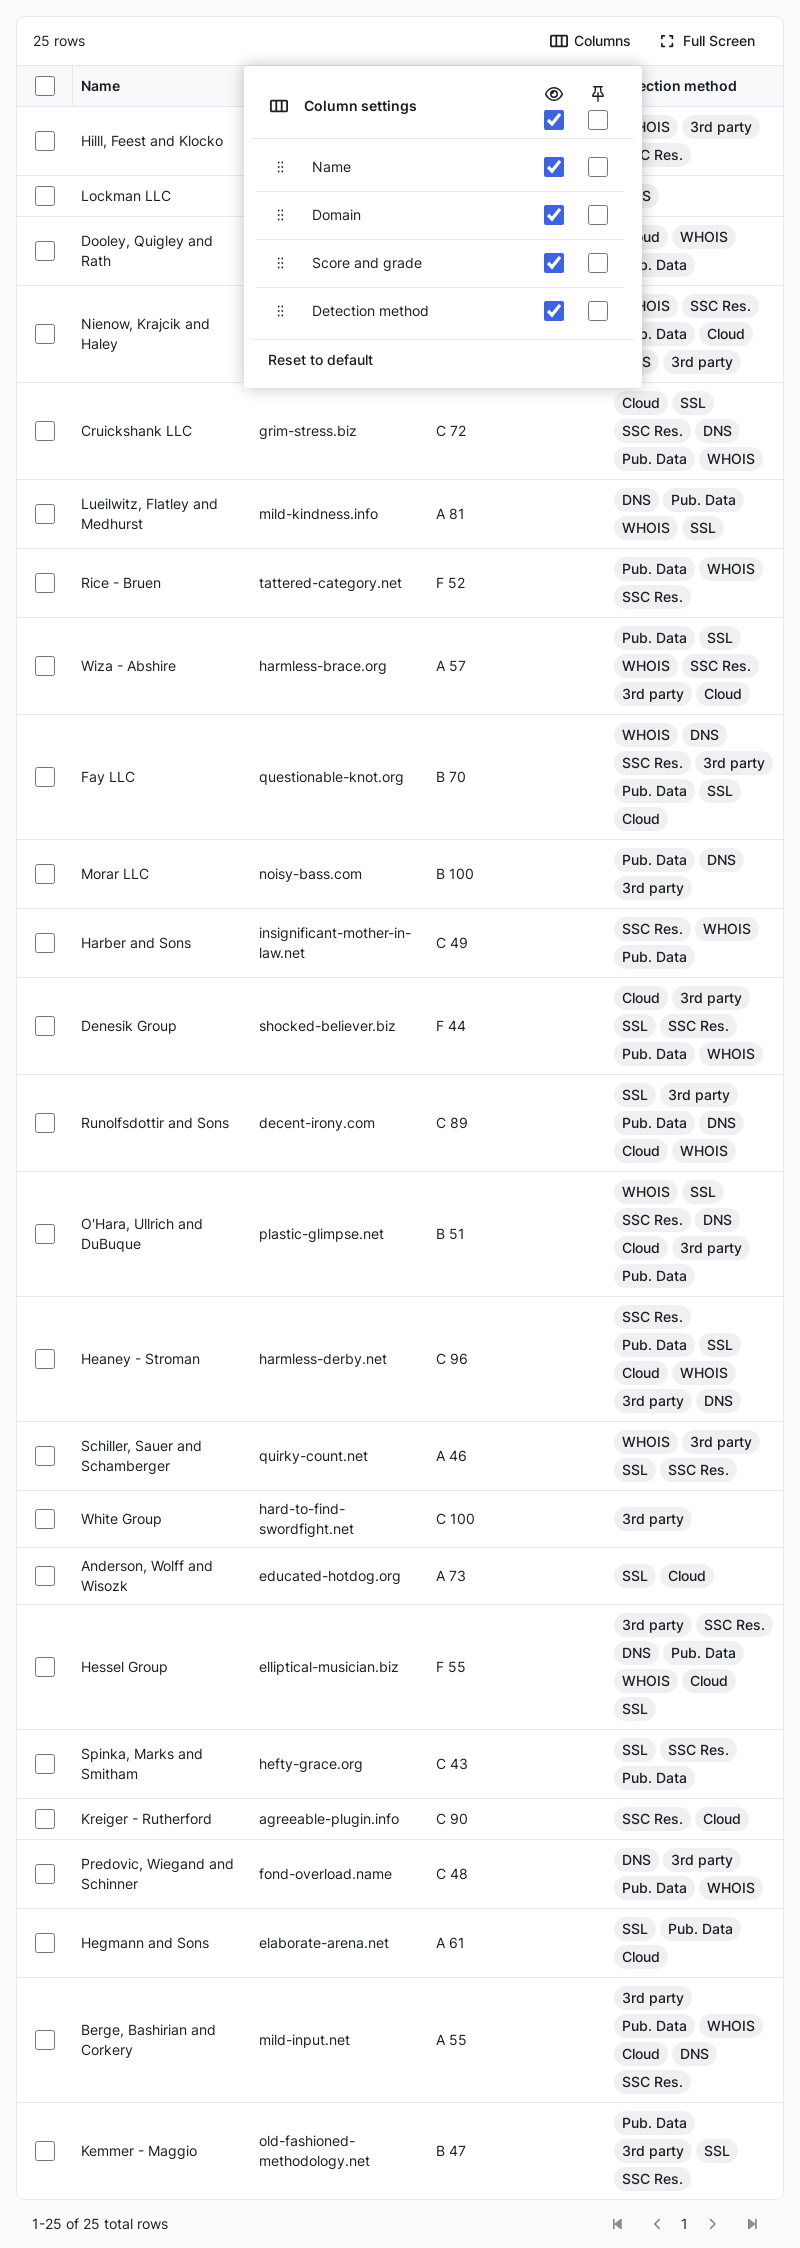 25 rows
Columns
Full Screen
Name
ection method
Column settings
Name
Domain
Score and grade
Detection method
Reset to default
Hilll, Feest and Klocko
3rd party
C Res.
Lockman LLC
Dooley, Quigley and
Rath
WHOIS
b. Data
Nienow, Krajcik and
Haley
SSC Res.
b. Data Cloud
3rd party
Cruickshank LLC
grim-stress.biz
C 72
Cloud SSL
SSC Res. DNS
Pub. Data WHOIS
Lueilwitz, Flatley and
Medhurst
mild-kindness.info
A 81
DNS Pub. Data
WHOIS SSL
Rice - Bruen
tattered-category.net
F 52
Pub. Data WHOIS
SSC Res.
Wiza - Abshire
harmless-brace.org
A 57
Pub. Data SSL
WHOIS SSC Res.
3rd party Cloud
Fay LLC
questionable-knot.org
B 70
WHOIS DNS
SSC Res. 3rd party
Pub. Data SSL
Cloud
Morar LLC
noisy-bass.com
B 100
Pub. Data DNS
3rd party
Harber and Sons
insignificant-mother-in-
law.net
C 49
SSC Res. WHOIS
Pub. Data
Denesik Group
shocked-believer.biz
F 44
Cloud 3rd party
SSL SSC Res.
Pub. Data WHOIS
Runolfsdottir and Sons
decent-irony.com
C 89
SSL 3rd party
Pub. Data DNS
Cloud WHOIS
O'Hara, Ullrich and
DuBuque
plastic-glimpse.net
B 51
WHOIS SSL
SSC Res. DNS
Cloud 3rd party
Pub. Data
Heaney - Stroman
harmless-derby.net
C 96
SSC Res.
Pub. Data SSL
Cloud WHOIS
3rd party DNS
Schiller, Sauer and
Schamberger
quirky-count.net
A 46
WHOIS 3rd party
SSL SSC Res.
White Group
hard-to-find-
swordfight.net
C 100
3rd party
Anderson, Wolff and
Wisozk
educated-hotdog.org
A 73
SSL Cloud
Hessel Group
elliptical-musician.biz
F 55
3rd party SSC Res.
DNS Pub. Data
WHOIS Cloud
SSL
Spinka, Marks and
Smitham
hefty-grace.org
C 43
SSL SSC Res.
Pub. Data
Kreiger - Rutherford
agreeable-plugin.info
C 90
SSC Res. Cloud
Predovic, Wiegand and
Schinner
fond-overload.name
C 48
DNS 3rd party
Pub. Data WHOIS
Hegmann and Sons
elaborate-arena.net
A 61
SSL Pub. Data
Cloud
Berge, Bashirian and
Corkery
mild-input.net
A 55
3rd party
Pub. Data WHOIS
Cloud DNS
SSC Res.
Kemmer - Maggio
old-fashioned-
methodology.net
B 47
Pub. Data
3rd party SSL
SSC Res.
1-25 of 25 total rows
1